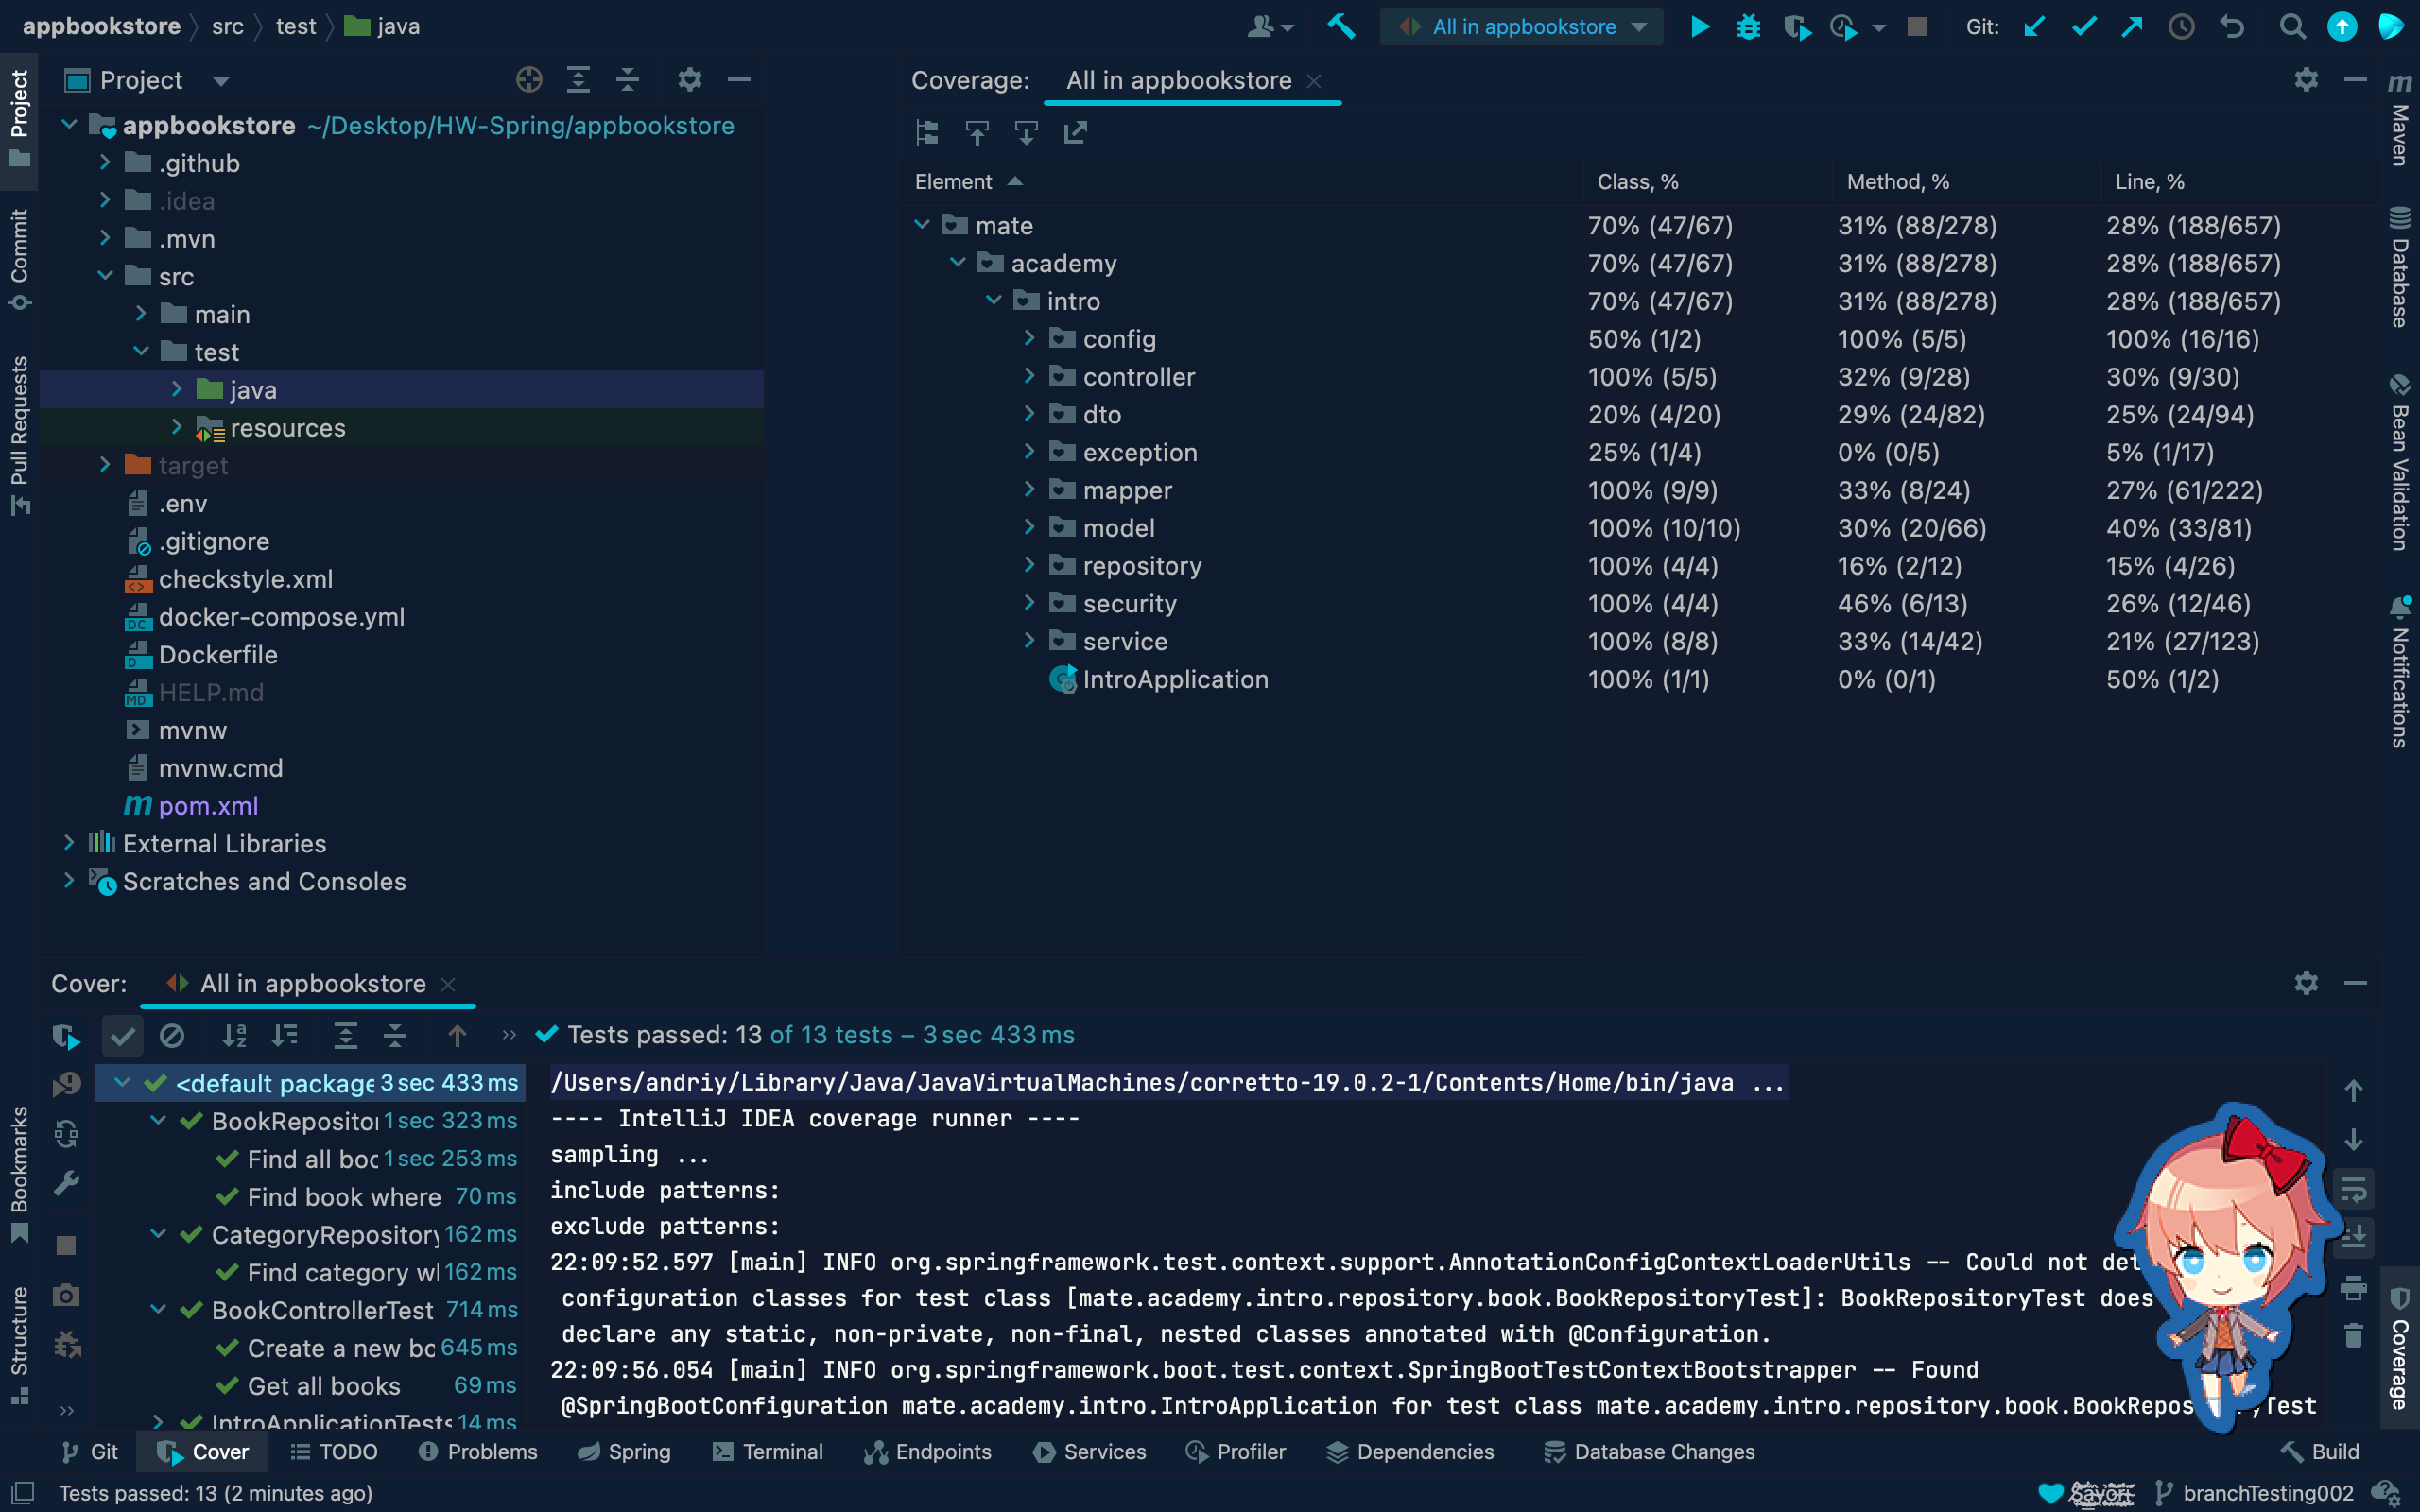 appbookstore src test java
All in appbookstore
Git:
Project
appbookstore ~/Desktop/HW-Spring/appbookstore
.github
.idea
.mvn
src
main
test
java
resources
target
.env
.gitignore
checkstyle.xml
docker-compose.yml
Dockerfile
HELP.md
mvnw
mvnw.cmd
pom.xml
External Libraries
Scratches and Consoles
Project
Commit
Pull Requests
Bookmarks
Structure
Coverage: All in appbookstore
Element Class, % Method, % Line, %
mate 70% (47/67) 31% (88/278) 28% (188/657)
academy 70% (47/67) 31% (88/278) 28% (188/657)
intro 70% (47/67) 31% (88/278) 28% (188/657)
config 50% (1/2) 100% (5/5) 100% (16/16)
controller 100% (5/5) 32% (9/28) 30% (9/30)
dto 20% (4/20) 29% (24/82) 25% (24/94)
exception 25% (1/4) 0% (0/5) 5% (1/17)
mapper 100% (9/9) 33% (8/24) 27% (61/222)
model 100% (10/10) 30% (20/66) 40% (33/81)
repository 100% (4/4) 16% (2/12) 15% (4/26)
security 100% (4/4) 46% (6/13) 26% (12/46)
service 100% (8/8) 33% (14/42) 21% (27/123)
IntroApplication 100% (1/1) 0% (0/1) 50% (1/2)
m
Maven
Database
Bean Validation
Notifications
Coverage
Cover: All in appbookstore
Tests passed: 13 of 13 tests – 3 sec 433 ms
<default package 3 sec 433 ms
BookRepositor 1 sec 323 ms
Find all boo 1 sec 253 ms
Find book where 70 ms
CategoryRepository 162 ms
Find category wl 162 ms
BookControllerTest 714 ms
Create a new bo 645 ms
Get all books 69 ms
IntroApplicationTests 14 ms
/Users/andriy/Library/Java/JavaVirtualMachines/corretto-19.0.2-1/Contents/Home/bin/java ...
---- IntelliJ IDEA coverage runner ----
sampling ...
include patterns:
exclude patterns:
22:09:52.597 [main] INFO org.springframework.test.context.support.AnnotationConfigContextLoaderUtils -- Could not det
configuration classes for test class [mate.academy.intro.repository.book.BookRepositoryTest]: BookRepositoryTest does
declare any static, non-private, non-final, nested classes annotated with @Configuration.
22:09:56.054 [main] INFO org.springframework.boot.test.context.SpringBootTestContextBootstrapper -- Found
@SpringBootConfiguration mate.academy.intro.IntroApplication for test class mate.academy.intro.repository.book.BookRepositoryTest
Git Cover TODO Problems Spring Terminal Endpoints Services Profiler Dependencies Database Changes Build
Tests passed: 13 (2 minutes ago)
branchTesting002